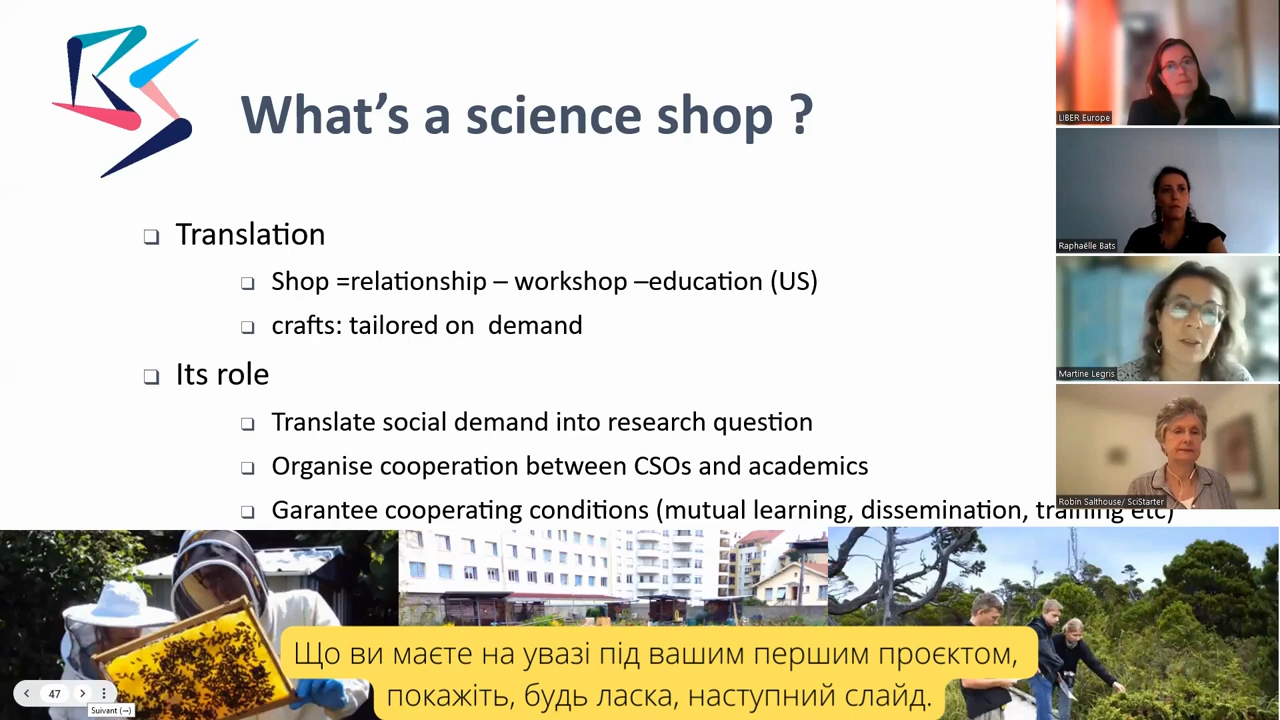 What's a science shop ?
❑ Translation
❑ Shop =relationship – workshop –education (US)
❑ crafts: tailored on demand
❑ Its role
❑ Translate social demand into research question
❑ Organise cooperation between CSOs and academics
❑ Garantee cooperating conditions (mutual learning, dissemination, training etc)
LIBER Europe
Raphaëlle Bats
Martine Legris
Robin Salthouse/ SciStarter
Що ви маєте на увазі під вашим першим проєктом,
покажіть, будь ласка, наступний слайд.
47
Suivant (→)